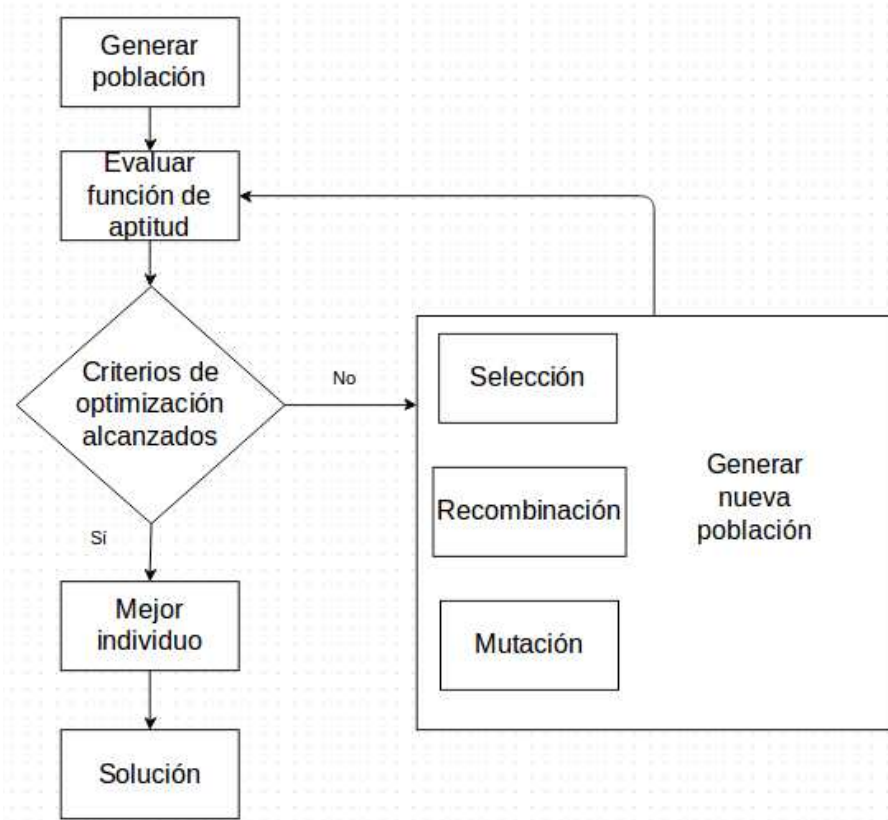 Generar
población
Evaluar
función de
aptitud
Criterios de
optimización
alcanzados
No
Sí
Mejor
individuo
Solución
Selección
Recombinación
Mutación
Generar
nueva
población